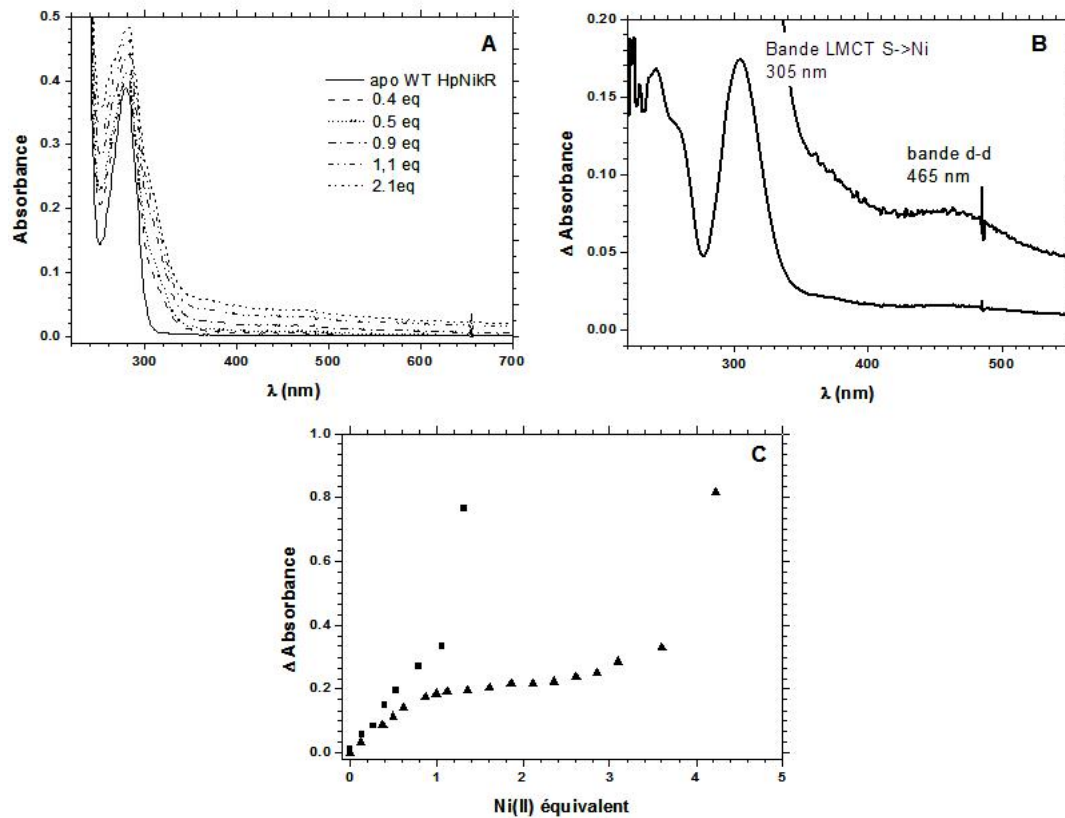 A
Absorbance
0.5
0.4
0.3
0.2
0.1
0.0
apo WT HpNikR
0.4 eq
0.5 eq
0.9 eq
1,1 eq
2.1eq
300
400
500
600
700
λ (nm)
B
Δ Absorbance
0.20
0.15
0.10
0.05
0.00
Bande LMCT S->Ni
305 nm
bande d-d
465 nm
300
400
500
λ (nm)
C
Δ Absorbance
1.0
0.8
0.6
0.4
0.2
0.0
0
1
2
3
4
5
Ni(II) équivalent